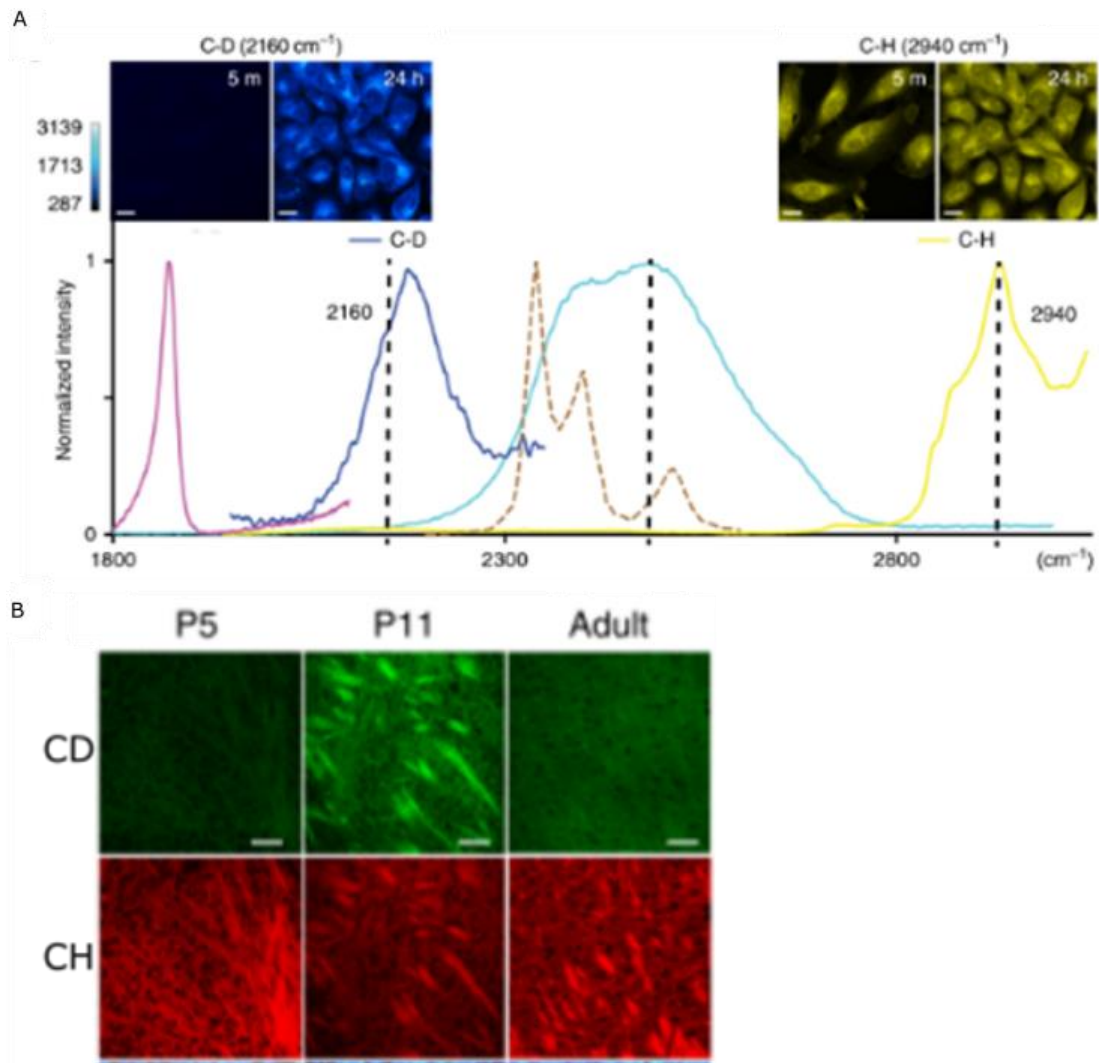 A
C-D (2160 cm⁻¹)
C-H (2940 cm⁻¹)
5 m
24 h
5 m
24 h
3139
1713
287
C-D
C-H
1
2160
2940
Normalized intensity
0
1800
2300
2800
(cm⁻¹)
B
P5
P11
Adult
CD
CH